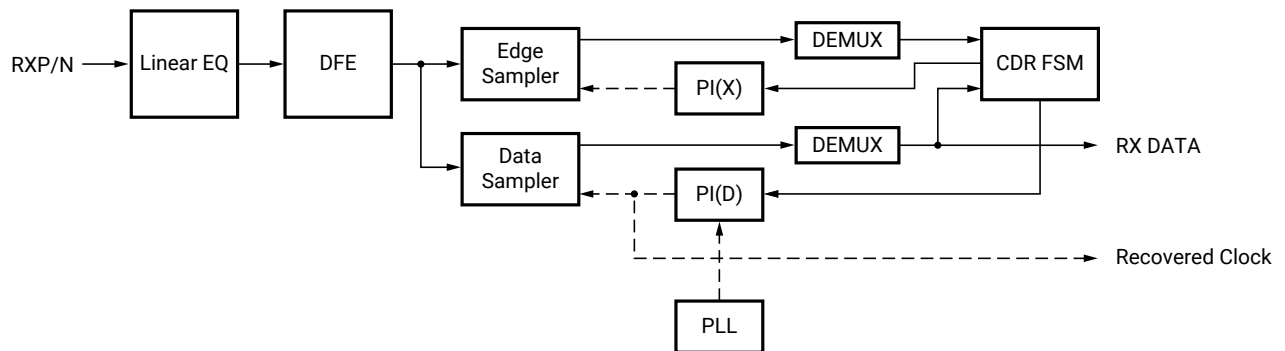 RXP/N
Linear EQ
DFE
Edge
Sampler
DEMUX
CDR FSM
PI(X)
Data
Sampler
DEMUX
RX DATA
PI(D)
Recovered Clock
PLL